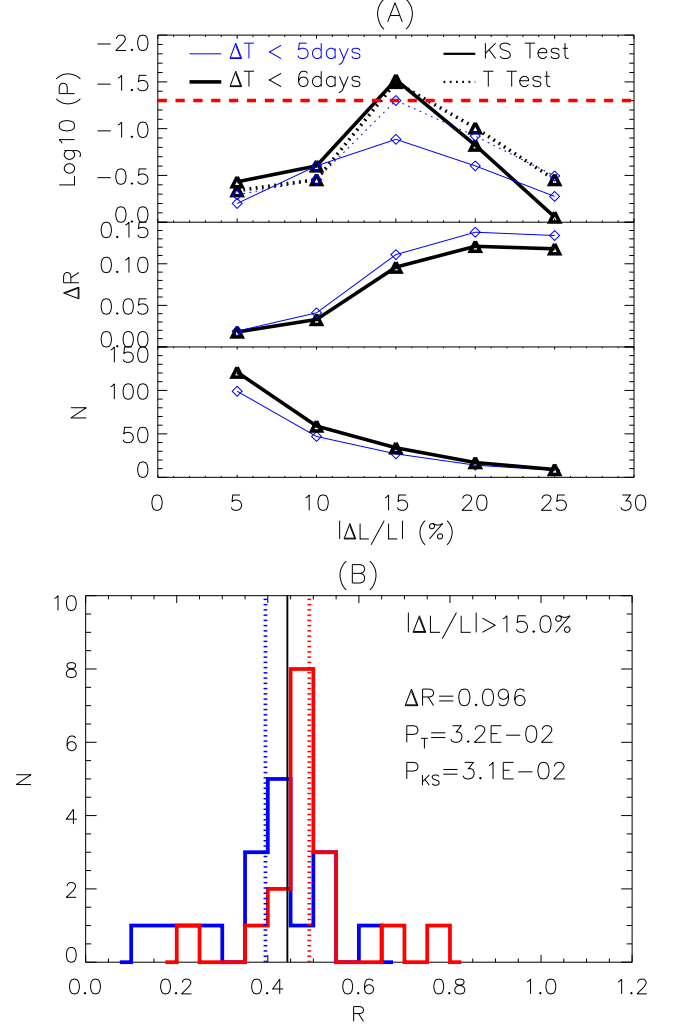 (A)
−2.0
ΔT < 5days
KS Test
−1.5
ΔT < 6days
T Test
−1.0
−0.5
0.0
Log10 (P)
0.15
0.10
0.05
0.00
ΔR
150
100
50
0
N
0 5 10 15 20 25 30
|ΔL/L| (%)
(B)
10
8
6
4
2
0
N
|ΔL/L|>15.0%
ΔR=0.096
P_T=3.2E−02
P_KS=3.1E−02
0.0 0.2 0.4 0.6 0.8 1.0 1.2
R